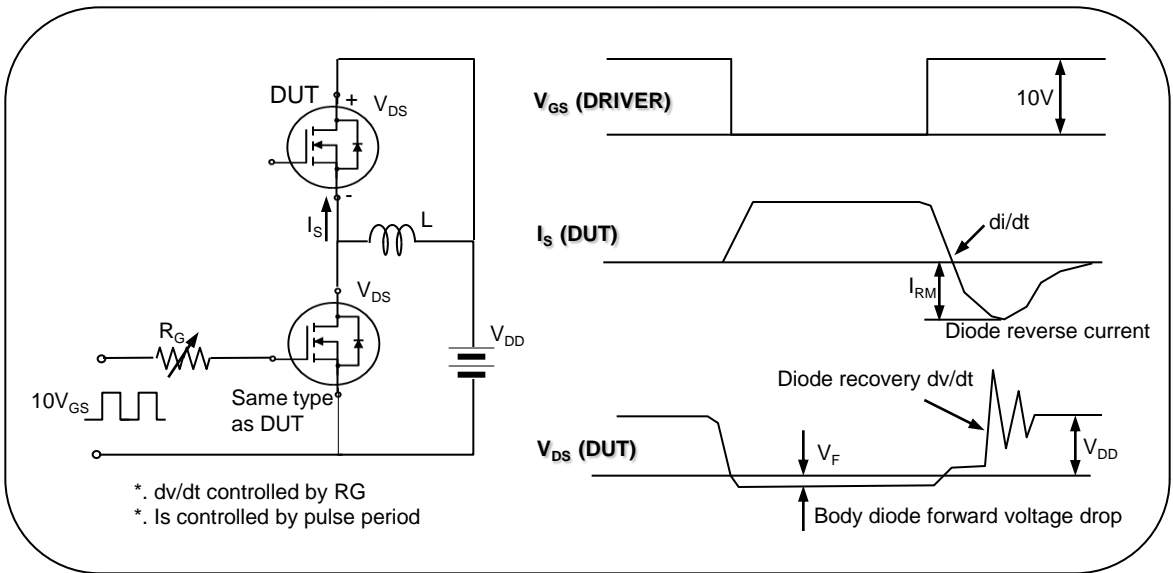 DUT
+
V_DS
-
I_S
L
V_DS
R_G
V_DD
10V_GS
Same type
as DUT
*. dv/dt controlled by RG
*. Is controlled by pulse period
V_GS (DRIVER)
10V
I_S (DUT)
di/dt
I_RM
Diode reverse current
Diode recovery dv/dt
V_DS (DUT)
V_F
V_DD
Body diode forward voltage drop